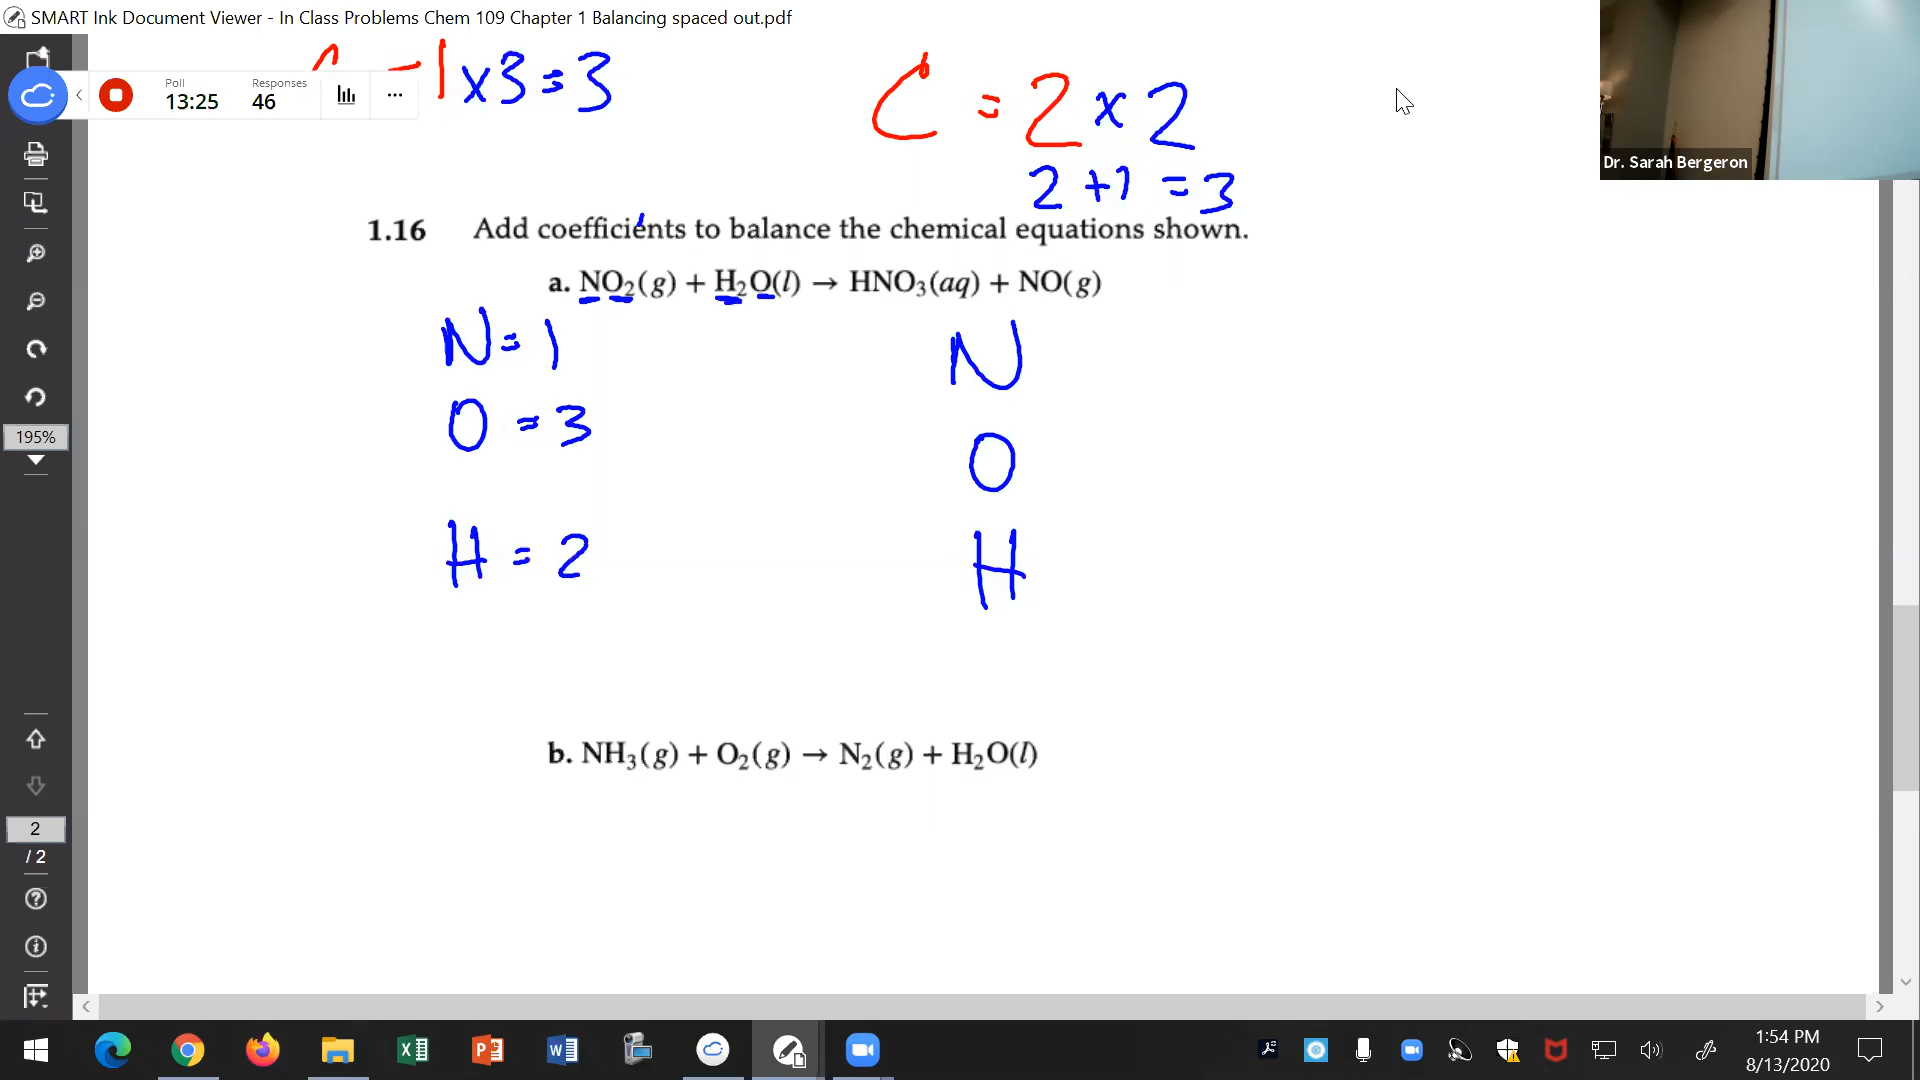 SMART Ink Document Viewer - In Class Problems Chem 109 Chapter 1 Balancing spaced out.pdf
Poll
13:25
Responses
46
1 x 3 = 3
C = 2 x 2
2 + 1 = 3
Dr. Sarah Bergeron
1.16 Add coefficients to balance the chemical equations shown.
a. NO₂(g) + H₂O(l) → HNO₃(aq) + NO(g)
N = 1 N
O = 3 O
H = 2 H
b. NH₃(g) + O₂(g) → N₂(g) + H₂O(l)
195%
2
/ 2
1:54 PM
8/13/2020